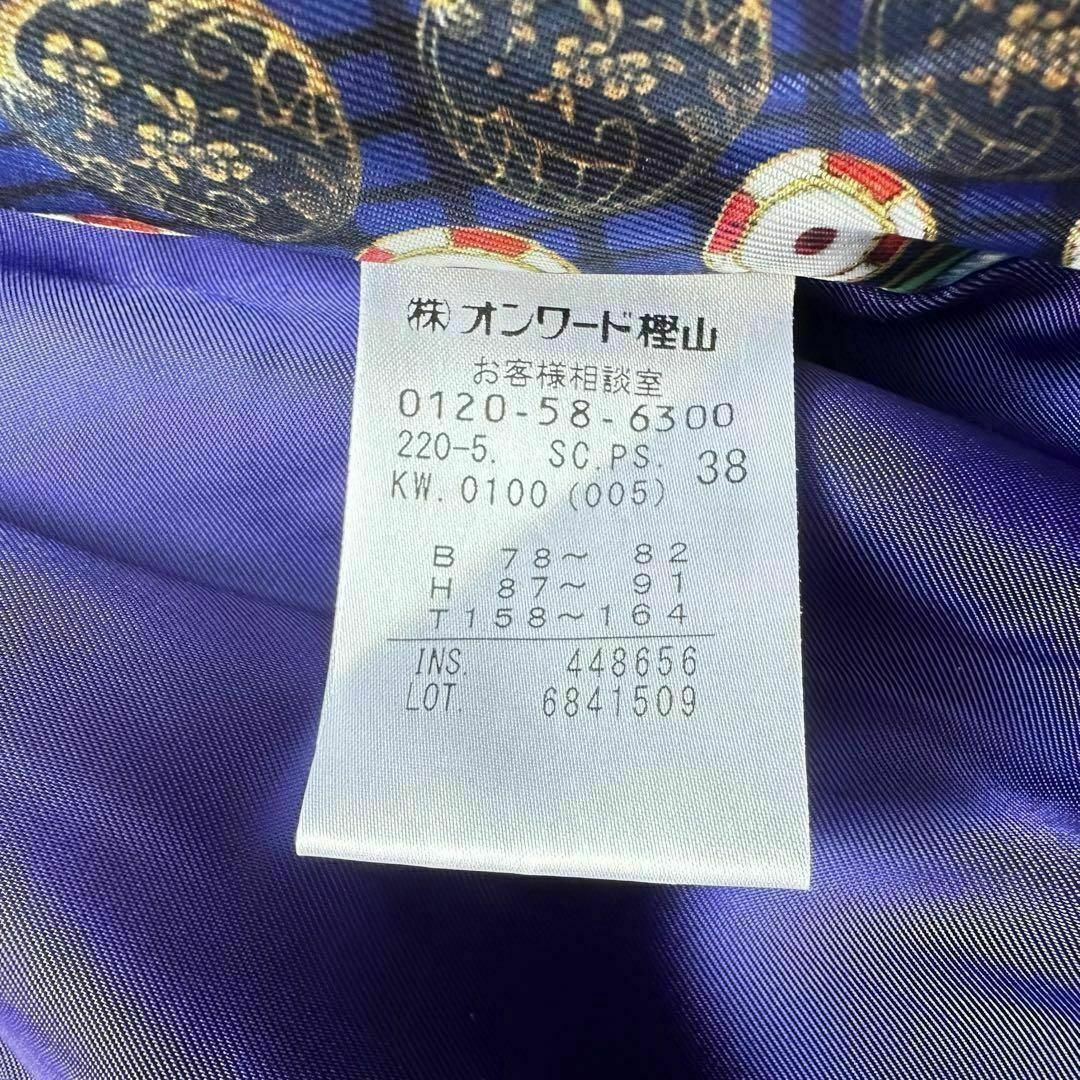 ㈱オンワード樫山
お客様相談室
0120-58-6300
220-5. SC.PS. 38
KW.0100(005)
B 78～ 82
H 87～ 91
T158～164
INS. 448656
LOT. 6841509